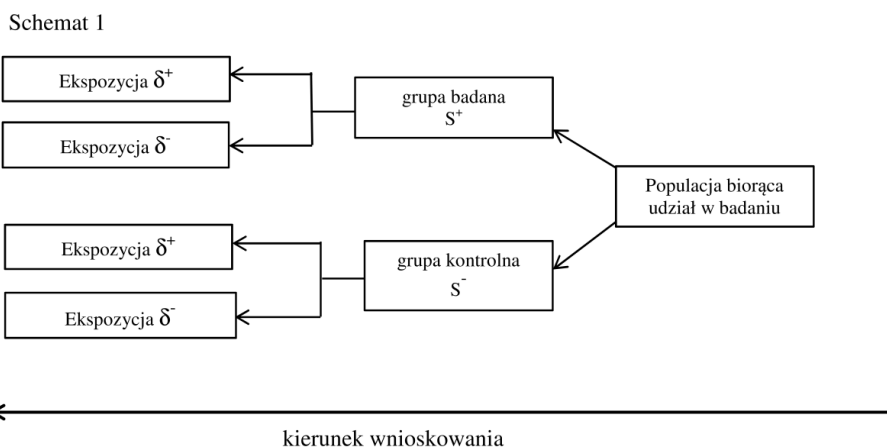 Schemat 1
Ekspozycja δ⁺
Ekspozycja δ⁻
grupa badana
S⁺
Populacja biorąca
udział w badaniu
Ekspozycja δ⁺
Ekspozycja δ⁻
grupa kontrolna
S⁻
kierunek wnioskowania